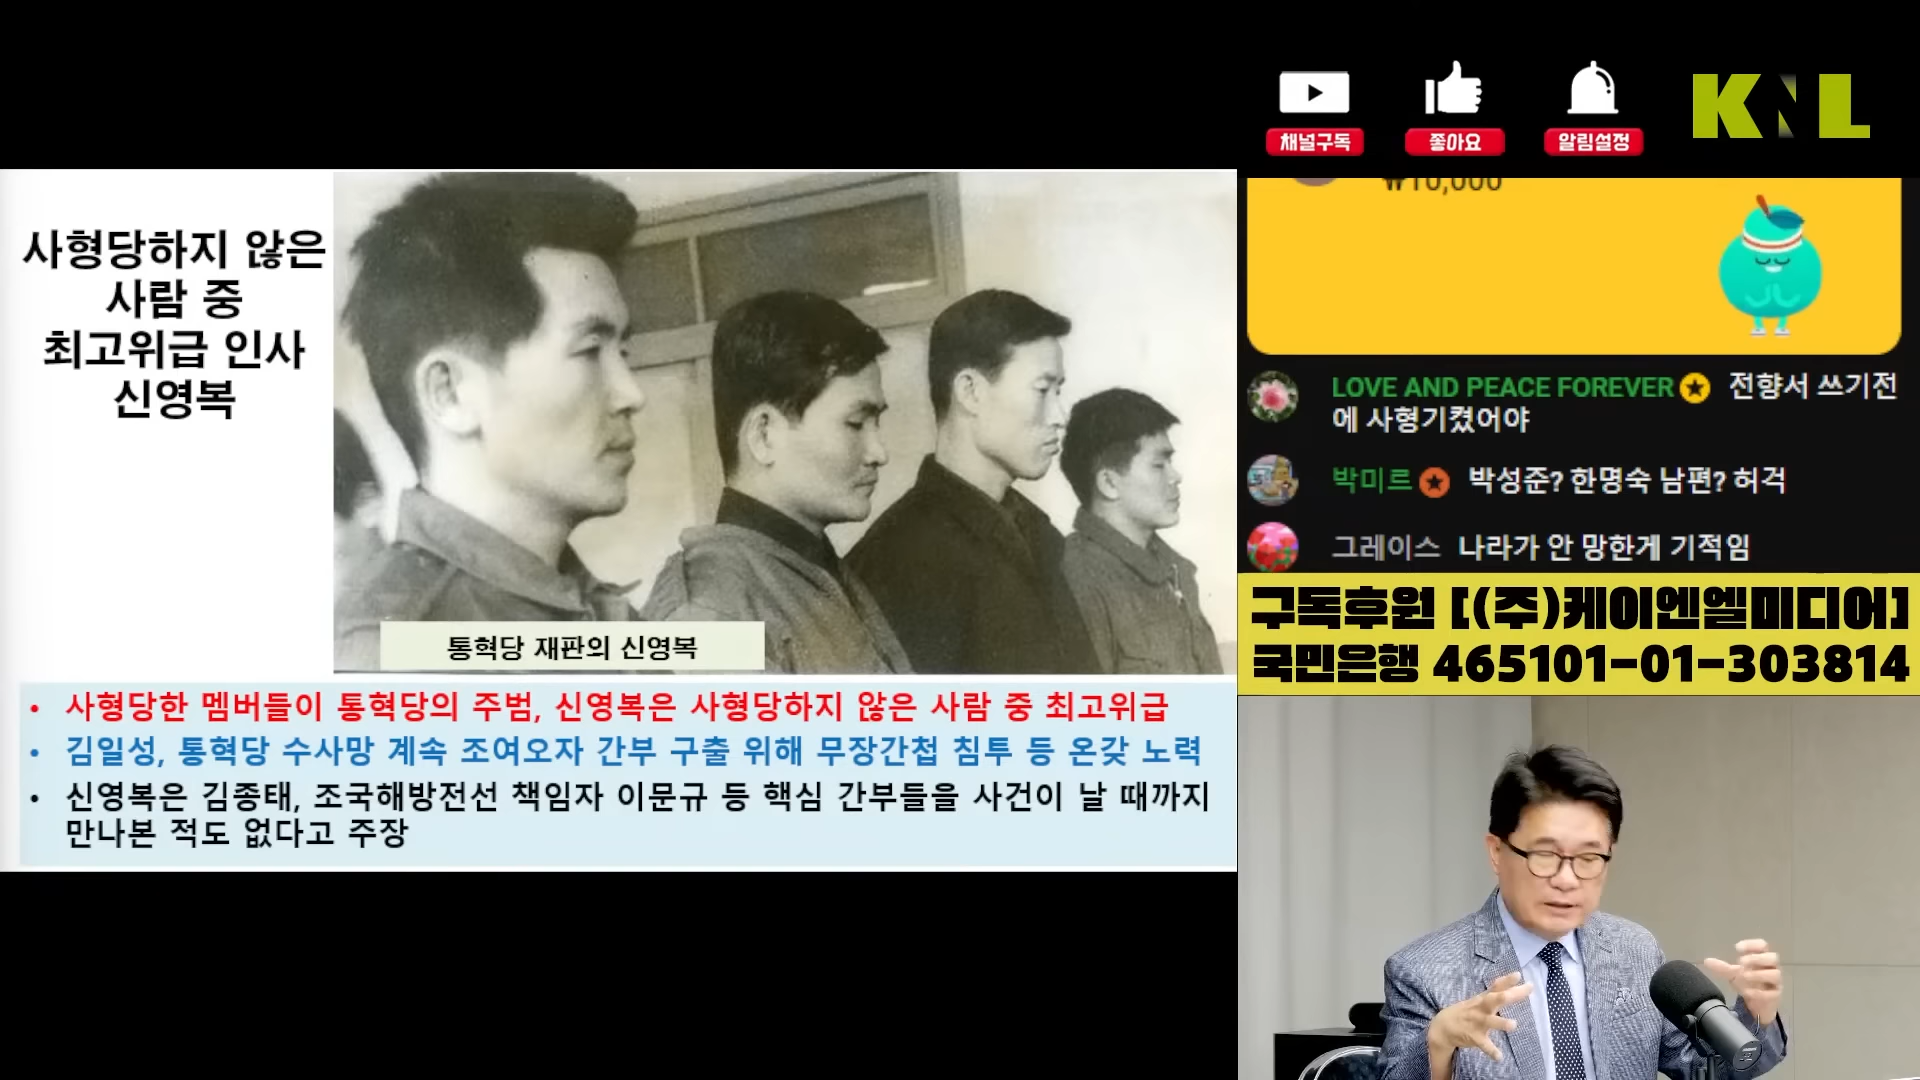 채널구독
좋아요
알림설정
KNL
사형당하지 않은
사람 중
최고위급 인사
신영복
통혁당 재판의 신영복
• 사형당한 멤버들이 통혁당의 주범, 신영복은 사형당하지 않은 사람 중 최고위급
• 김일성, 통혁당 수사망 계속 조여오자 간부 구출 위해 무장간첩 침투 등 온갖 노력
• 신영복은 김종태, 조국해방전선 책임자 이문규 등 핵심 간부들을 사건이 날 때까지
만나본 적도 없다고 주장
₩10,000
LOVE AND PEACE FOREVER 전향서 쓰기전
에 사형기켰어야
박미르 박성준? 한명숙 남편? 허걱
그레이스 나라가 안 망한게 기적임
구독후원 [(주)케이엔엘미디어]
국민은행 465101-01-303814